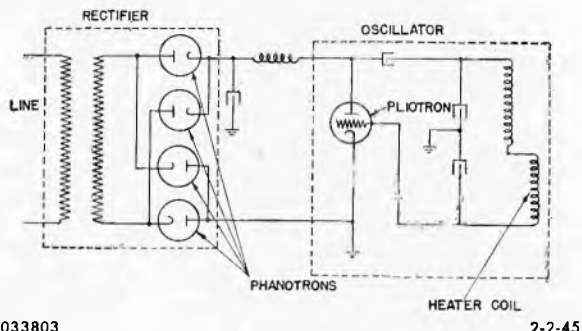 RECTIFIER
OSCILLATOR
LINE
PLIOTRON
PHANOTRONS
HEATER COIL
033803
2-2-45